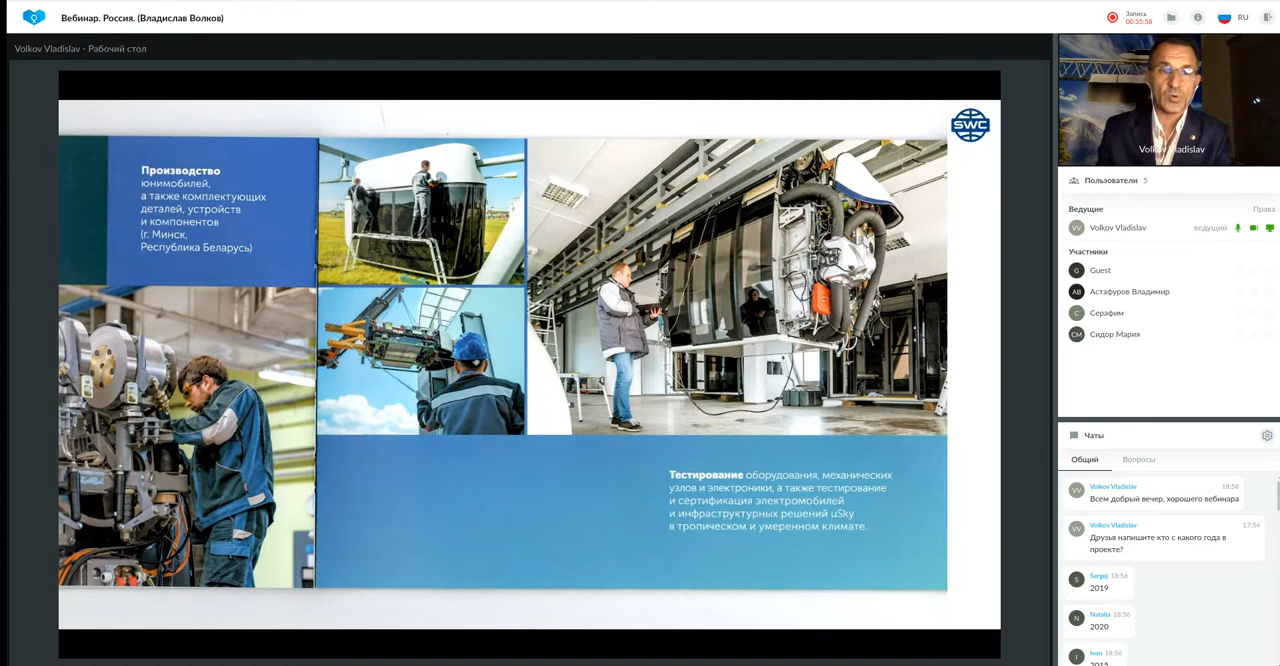 Вебинар. Россия. (Владислав Волков)
Запись
00:35:58
RU
Volkov Vladislav - Рабочий стол
SWC
Производство
юнимобилей,
а также комплектующих
деталей, устройств
и компонентов
(г. Минск,
Республика Беларусь)
Тестирование оборудования, механических
узлов и электроники, а также тестирование
и сертификация электромобилей
и инфраструктурных решений uSky
в тропическом и умеренном климате.
Volkov Vladislav
Пользователи 5
Ведущие Права
VV Volkov Vladislav ведущий
Участники
G Guest
АВ Астафуров Владимир
С Серафим
СМ Сидор Мария
Чаты
Общий Вопросы
VV Volkov Vladislav 18:58
Всем добрый вечер, хорошего вебинара
VV Volkov Vladislav 17:54
Друзья напишите кто с какого года в
проекте?
S Sergej 18:56
2019
N Natalia 18:56
2020
I Ivan 18:56
2015